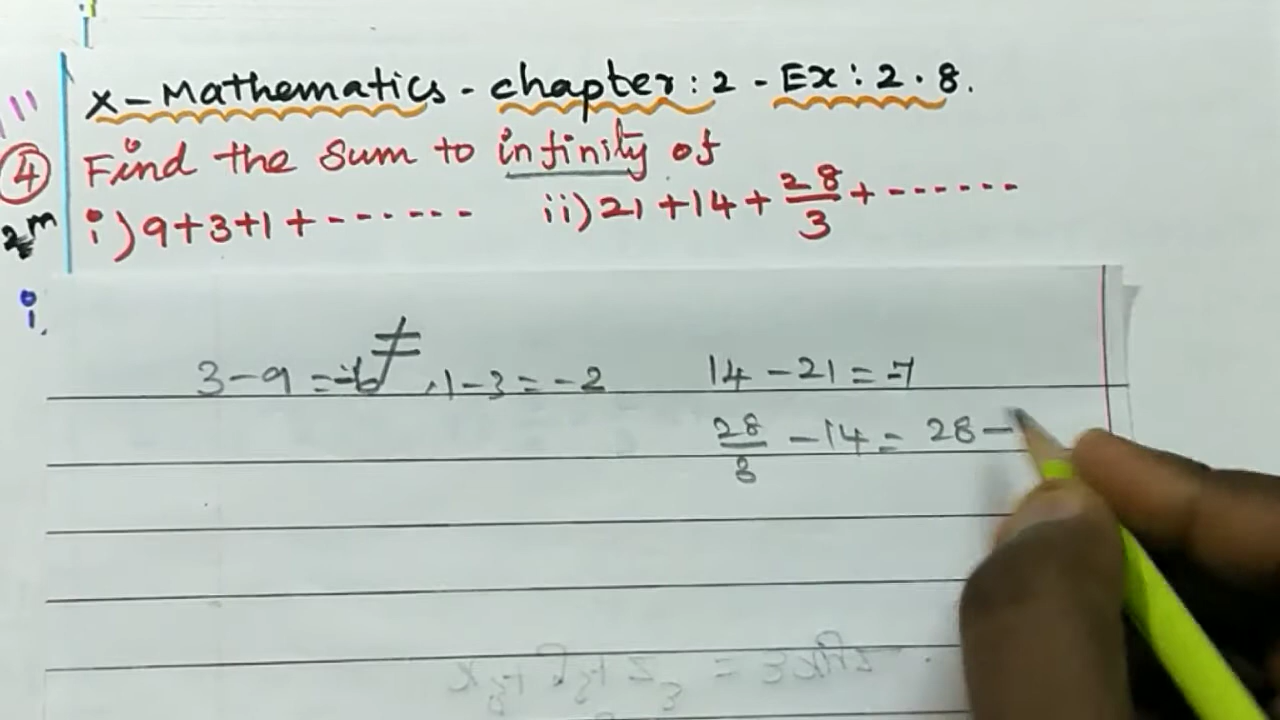 X-Mathematics - chapter: 2 - Ex: 2.8.
④ Find the sum to infinity of
2m i) 9+3+1+------- ii) 21+14+28/3+-------
i.
3-9=-6 ≠ ,1-3=-2 14-21=-7
28/3 -14= 28-